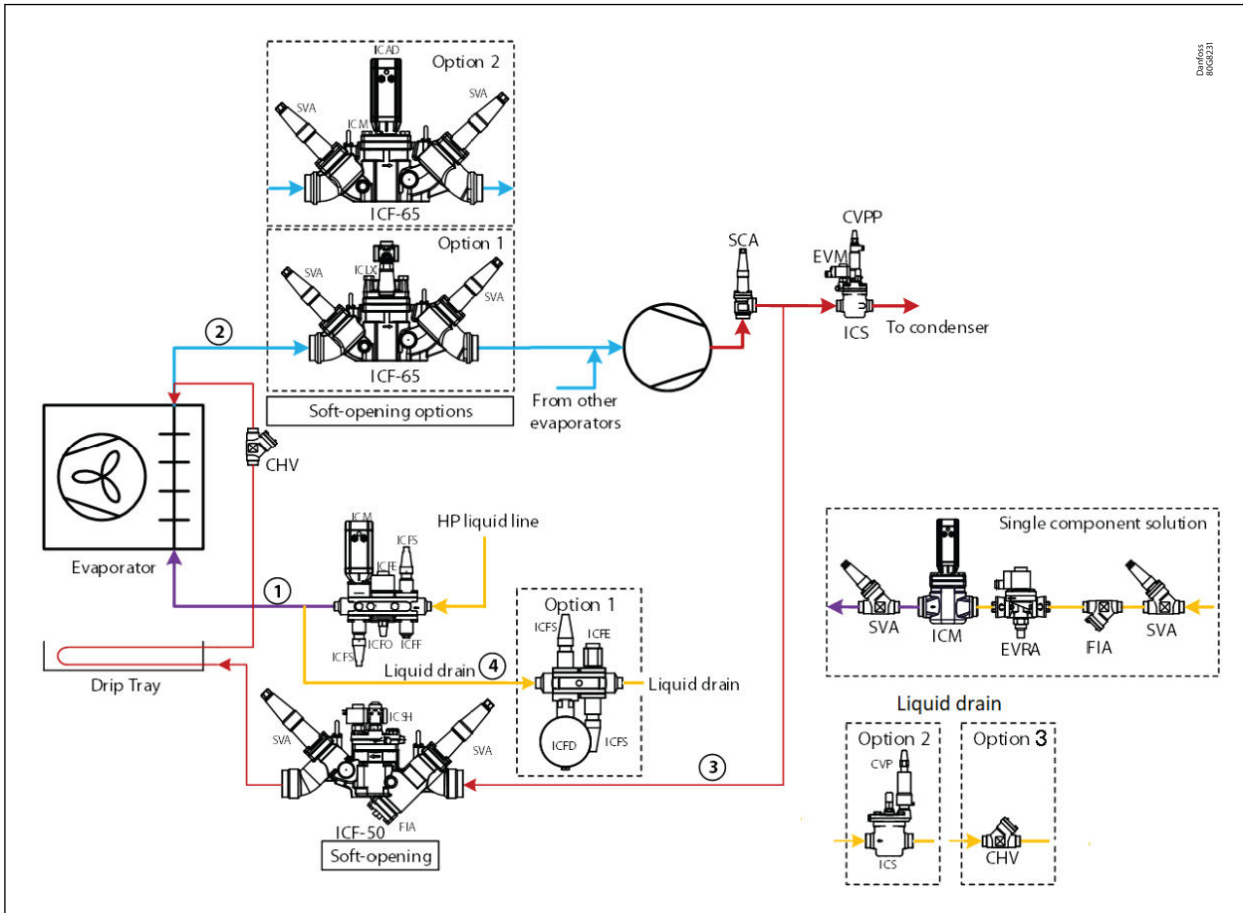 Danfoss
80G8231
ICAD
Option 2
SVA
SVA
ICM
ICF-65
Option 1
ICLX
SVA
SVA
ICF-65
Soft-opening options
2
SCA
CVPP
EVM
ICS
To condenser
From other
evaporators
CHV
Evaporator
1
ICM
HP liquid line
ICFS
ICFE
ICFS
ICFO
ICFF
Liquid drain
4
Option 1
ICFS
ICFE
Liquid drain
ICFD
ICFS
Drip Tray
ICSH
SVA
SVA
FIA
ICF-50
Soft-opening
3
Single component solution
SVA
ICM
EVRA
FIA
SVA
Liquid drain
Option 2
CVP
ICS
Option 3
CHV